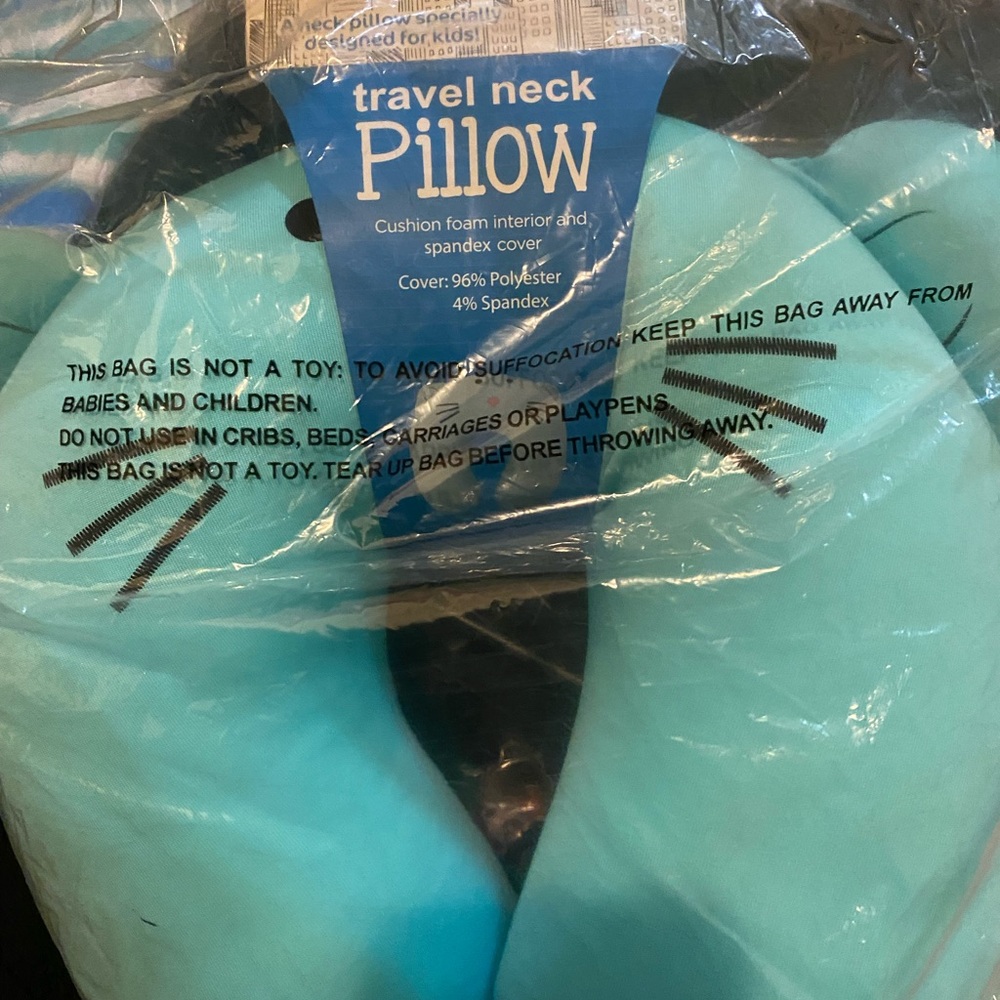 A neck pillow specially
designed for kids!
travel neck
Pillow
Cushion foam interior and
spandex cover
Cover: 96% Polyester
4% Spandex
THIS BAG IS NOT A TOY: TO AVOID SUFFOCATION KEEP THIS BAG AWAY FROM
BABIES AND CHILDREN.
DO NOT USE IN CRIBS, BEDS, CARRIAGES OR PLAYPENS.
THIS BAG IS NOT A TOY. TEAR UP BAG BEFORE THROWING AWAY.